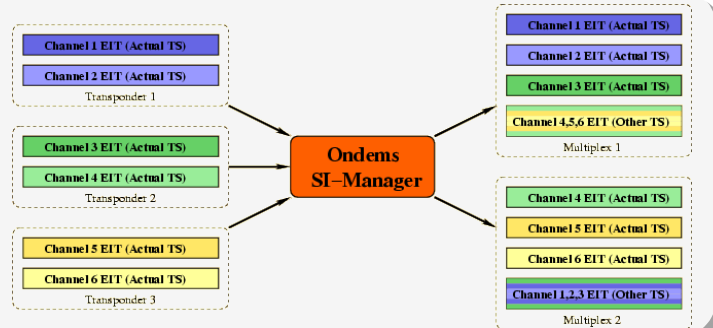 Channel 1 EIT (Actual TS)
Channel 2 EIT (Actual TS)
Transponder 1
Channel 3 EIT (Actual TS)
Channel 4 EIT (Actual TS)
Transponder 2
Channel 5 EIT (Actual TS)
Channel 6 EIT (Actual TS)
Transponder 3
Ondems
SI-Manager
Channel 1 EIT (Actual TS)
Channel 2 EIT (Actual TS)
Channel 3 EIT (Actual TS)
Channel 4,5,6 EIT (Other TS)
Multiplex 1
Channel 4 EIT (Actual TS)
Channel 5 EIT (Actual TS)
Channel 6 EIT (Actual TS)
Channel 1,2,3 EIT (Other TS)
Multiplex 2